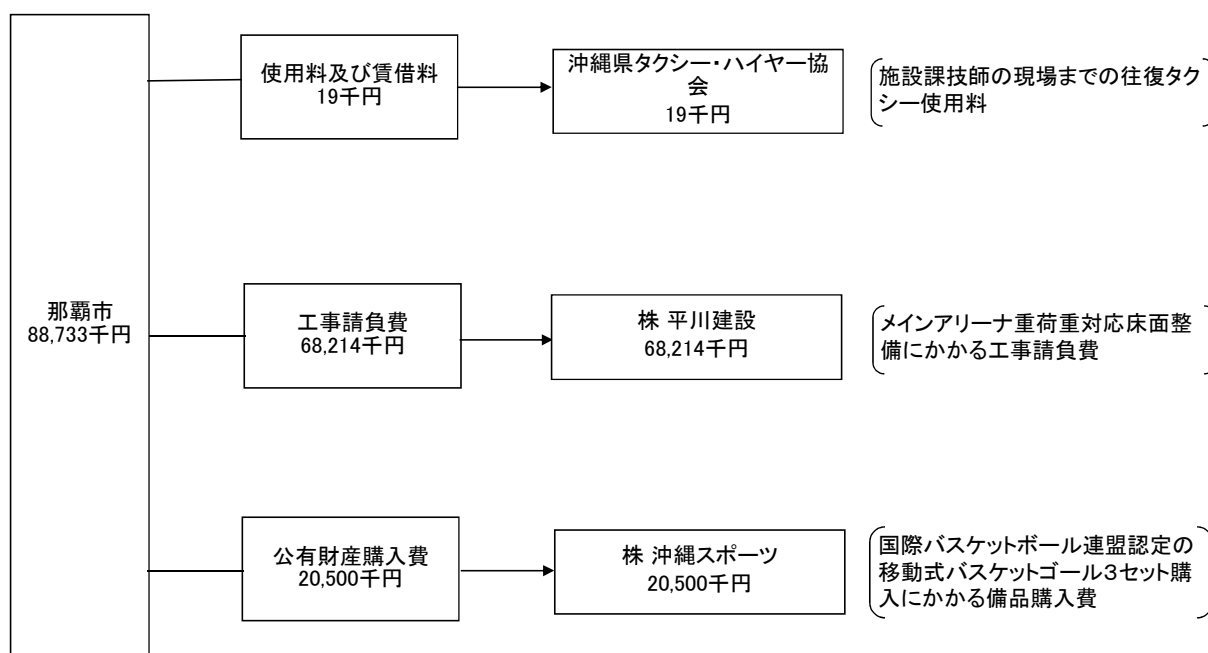 那覇市
88,733千円
使用料及び賃借料
19千円
沖縄県タクシー・ハイヤー協
会
19千円
施設課技師の現場までの往復タク
シー使用料
工事請負費
68,214千円
株 平川建設
68,214千円
メインアリーナ重荷重対応床面整
備にかかる工事請負費
公有財産購入費
20,500千円
株 沖縄スポーツ
20,500千円
国際バスケットボール連盟認定の
移動式バスケットゴール3セット購
入にかかる備品購入費